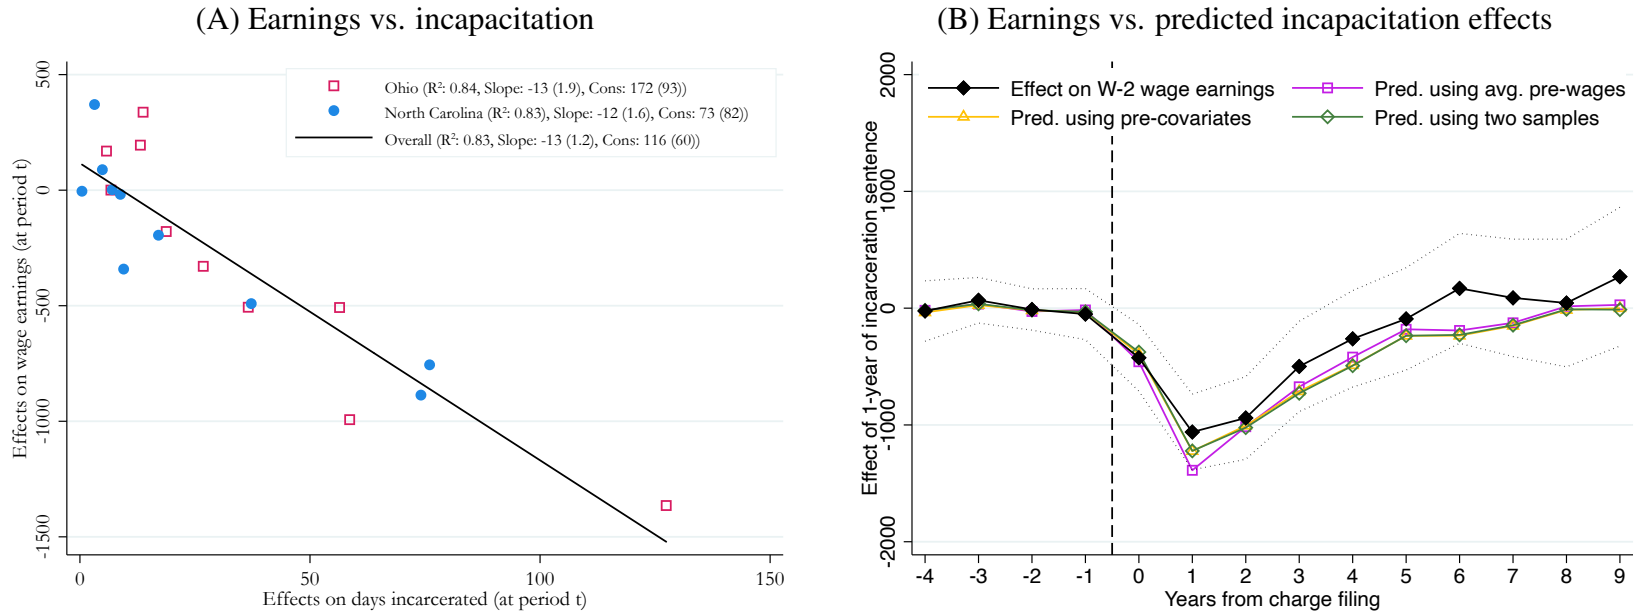 (A) Earnings vs. incapacitation
Effects on wage earnings (at period t)
500
0
-500
-1000
-1500
Ohio (R²: 0.84, Slope: -13 (1.9), Cons: 172 (93))
North Carolina (R²: 0.83), Slope: -12 (1.6), Cons: 73 (82))
Overall (R²: 0.83, Slope: -13 (1.2), Cons: 116 (60))
0 50 100 150
Effects on days incarcerated (at period t)
(B) Earnings vs. predicted incapacitation effects
Effect of 1-year of incarceration sentence
2000
1000
0
-1000
-2000
Effect on W-2 wage earnings
Pred. using avg. pre-wages
Pred. using pre-covariates
Pred. using two samples
-4 -3 -2 -1 0 1 2 3 4 5 6 7 8 9
Years from charge filing